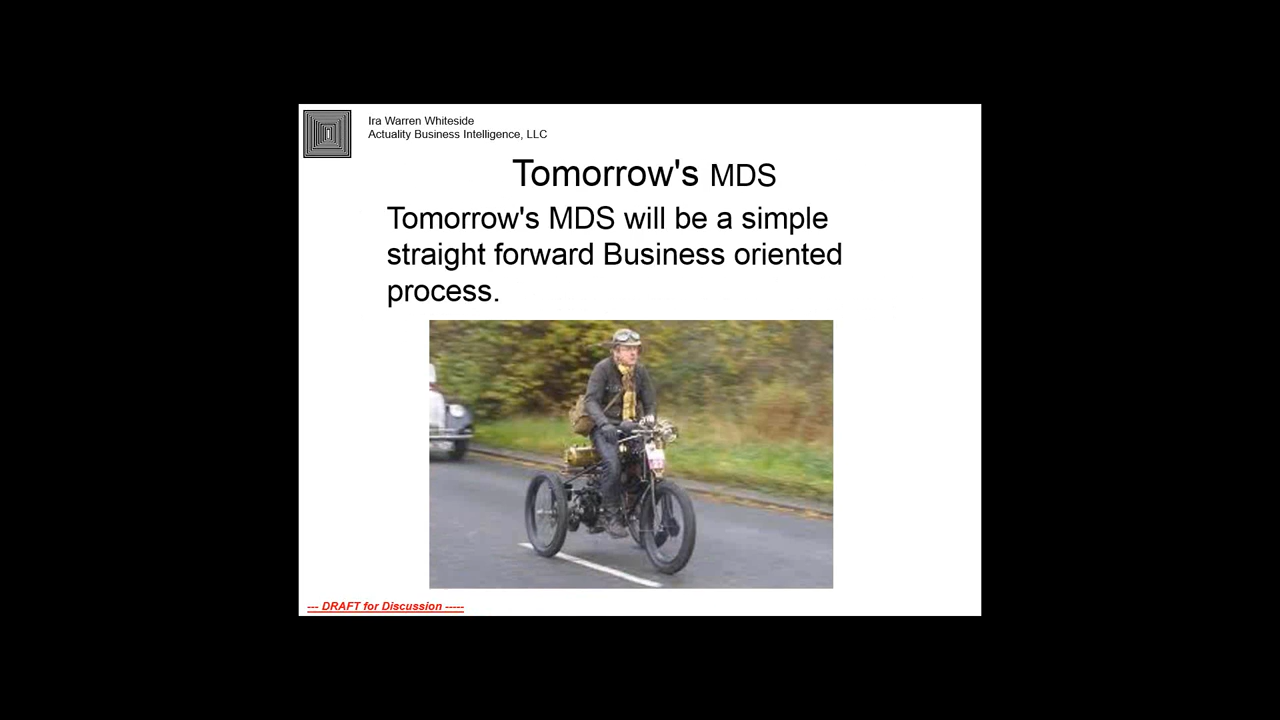 Ira Warren Whiteside
Actuality Business Intelligence, LLC
Tomorrow's MDS
Tomorrow's MDS will be a simple
straight forward Business oriented
process.
--- DRAFT for Discussion -----